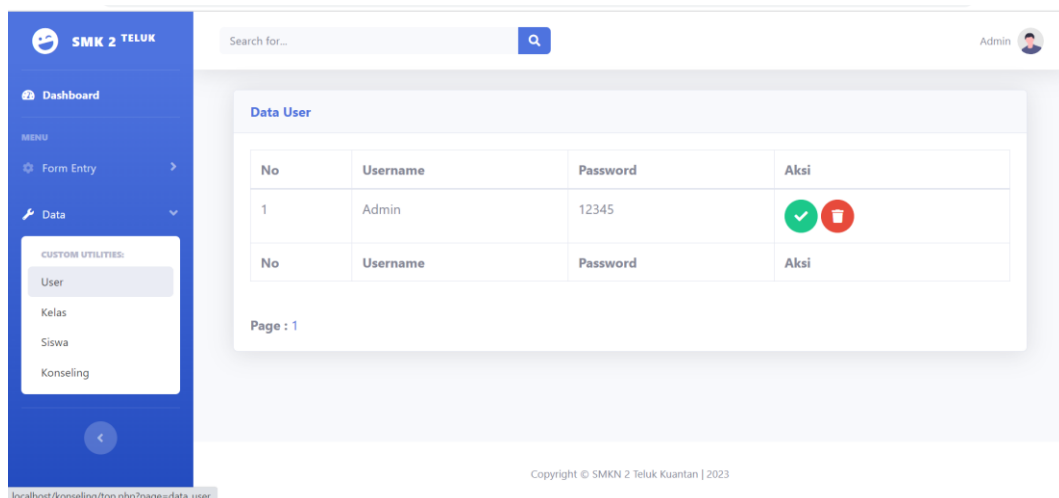 SMK 2 TELUK
Search for...
Admin
Dashboard
Data User
MENU
Form Entry
No Username Password Aksi
1 Admin 12345
Data
CUSTOM UTILITIES:
No Username Password Aksi
User
Kelas
Page : 1
Siswa
Konseling
Copyright © SMKN 2 Teluk Kuantan | 2023
localhost/konseling/top.php?page=data_user